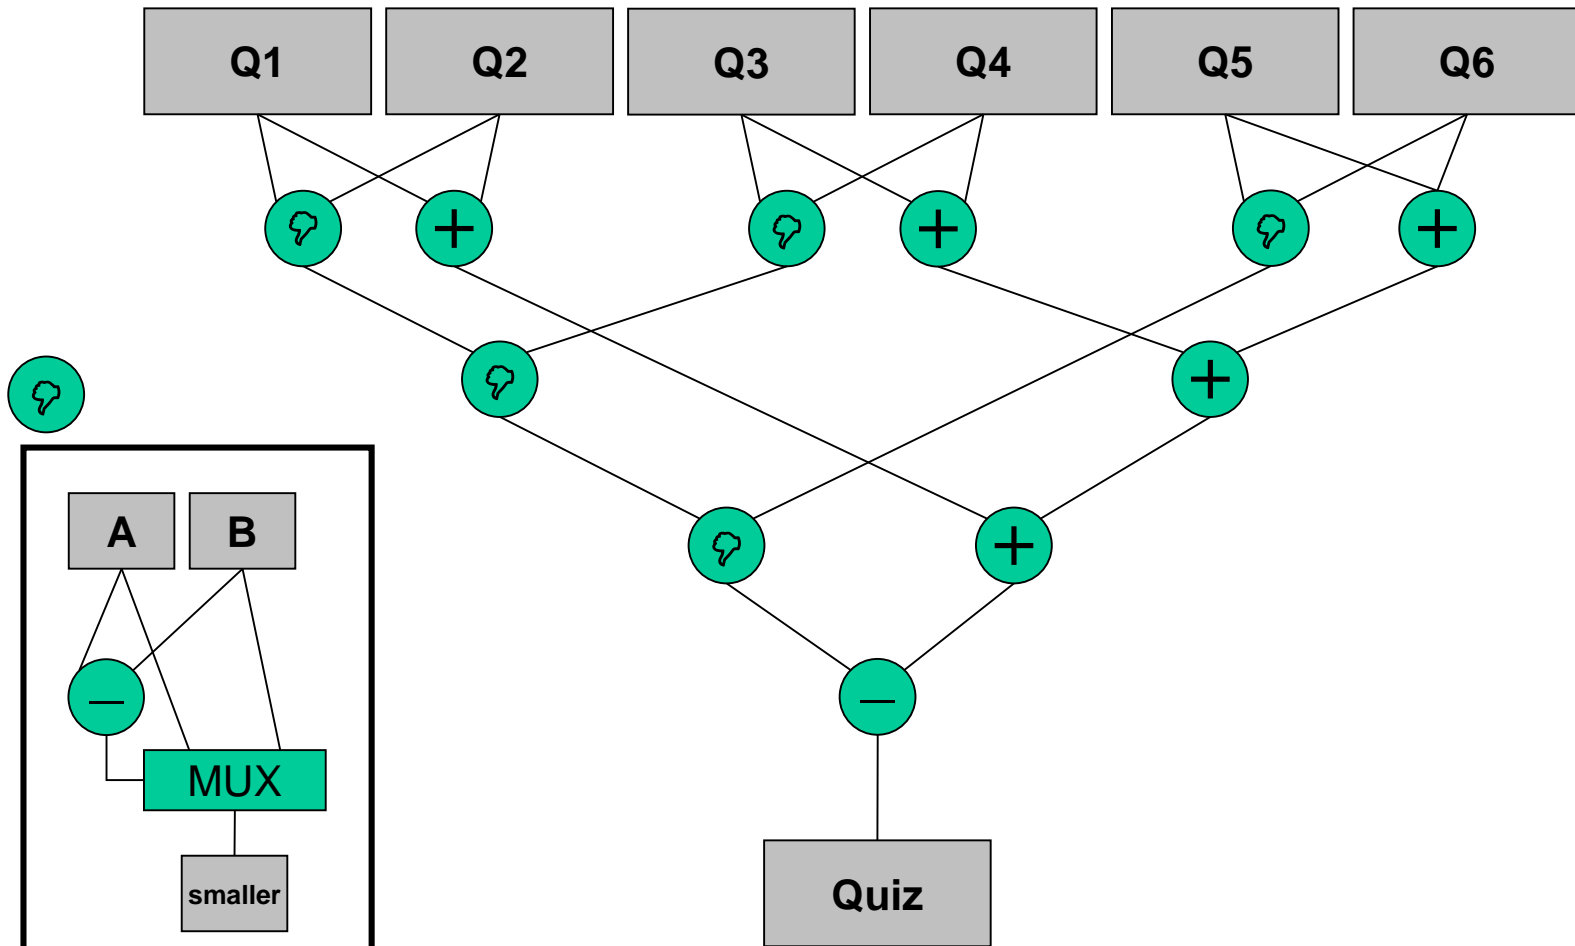 Q1 Q2 Q3 Q4 Q5 Q6
+ + +
+
A B
+
–
–
MUX
smaller
Quiz